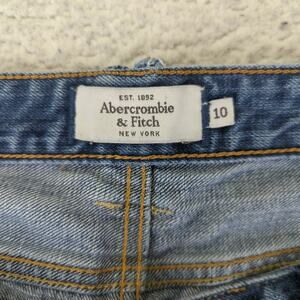 EST. 1892
Abercrombie
& Fitch
NEW YORK
10